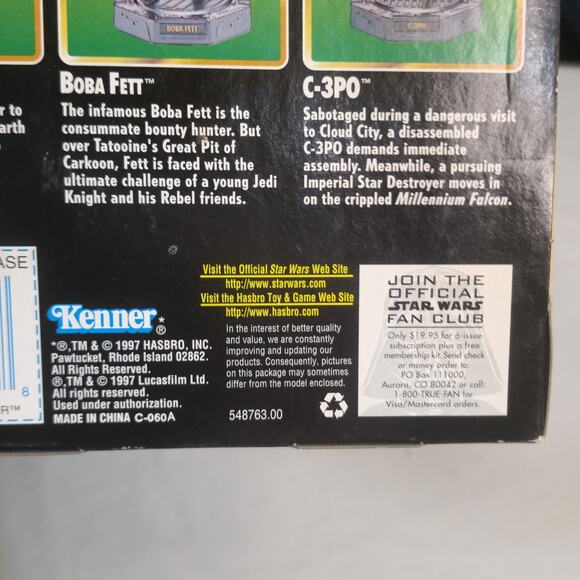 BOBA FETT
C-3PO
BOBA FETT™
The infamous Boba Fett is the
consummate bounty hunter. But
over Tatooine's Great Pit of
Carkoon, Fett is faced with the
ultimate challenge of a young Jedi
Knight and his Rebel friends.
C-3PO™
Sabotaged during a dangerous visit
to Cloud City, a disassembled
C-3PO demands immediate
assembly. Meanwhile, a pursuing
Imperial Star Destroyer moves in
on the crippled Millennium Falcon.
r to
arth
ASE
8
R™
Kenner®
*®,TM & © 1997 HASBRO, INC.
Pawtucket, Rhode Island 02862.
All Rights Reserved.
®,TM & © 1997 Lucasfilm Ltd.
All rights reserved.
Used under authorization.
MADE IN CHINA C-060A
Visit the Official Star Wars Web Site
http://www.starwars.com
Visit the Hasbro Toy & Game Web Site
http://www.hasbro.com
In the interest of better quality
and value, we are constantly
improving and updating our
products. Consequently, pictures
on this package may sometimes
differ from the model enclosed.
548763.00
JOIN THE
OFFICIAL
STAR WARS
FAN CLUB
Only $19.95 for 6-issue
subscription plus a free
membership kit. Send check
or money order to:
PO Box 111000,
Aurora, CO 80042 or call:
1-800-TRUE-FAN for
Visa/Mastercard orders.